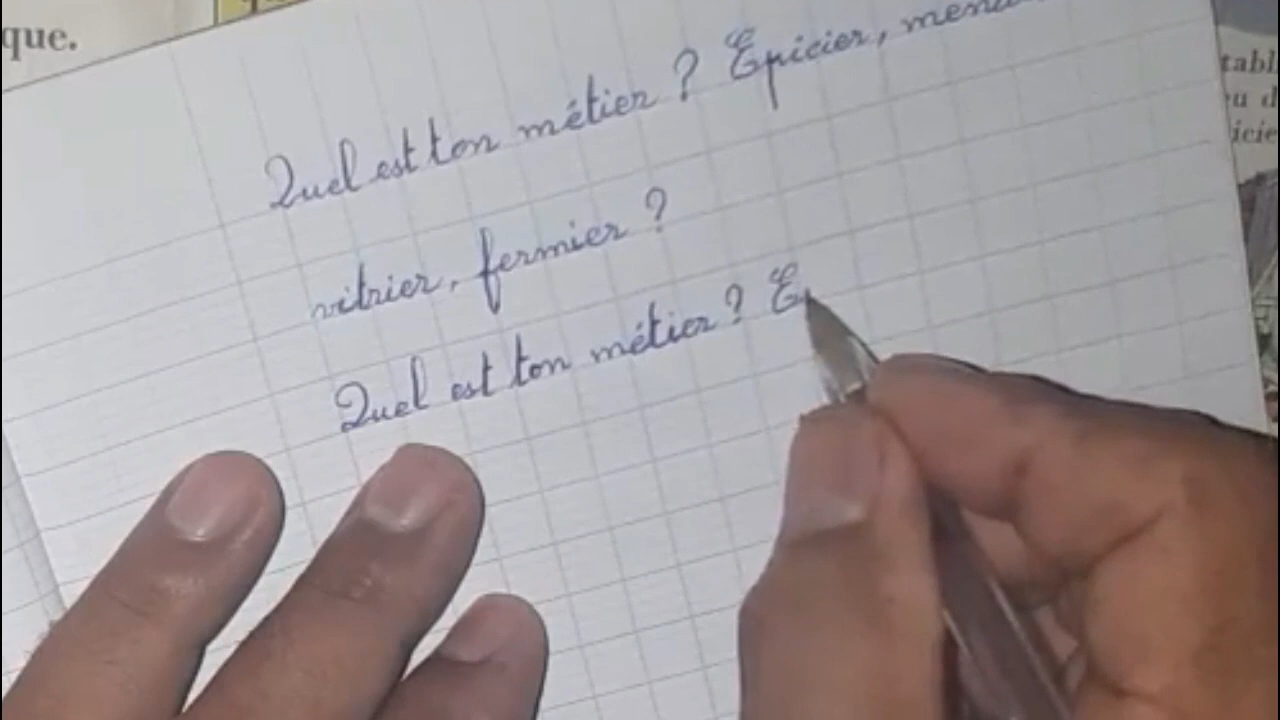 que.
Quel est ton métier ? Epicier,
vitrier, fermier ?
Quel est ton métier ? E